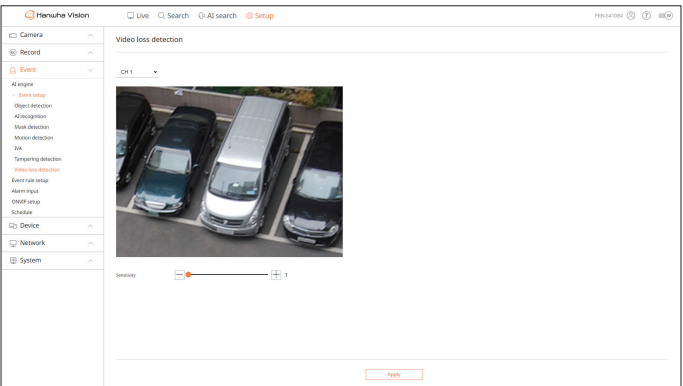 Hanwha Vision
Live Search AI search Setup
PRN-6410B4
Camera
Record
Event
AI engine
Event setup
Object detection
AI recognition
Mask detection
Motion detection
IVA
Tampering detection
Video loss detection
Event rule setup
Alarm input
ONVIF setup
Schedule
Device
Network
System
Video loss detection
CH 1
Sensitivity
1
Apply